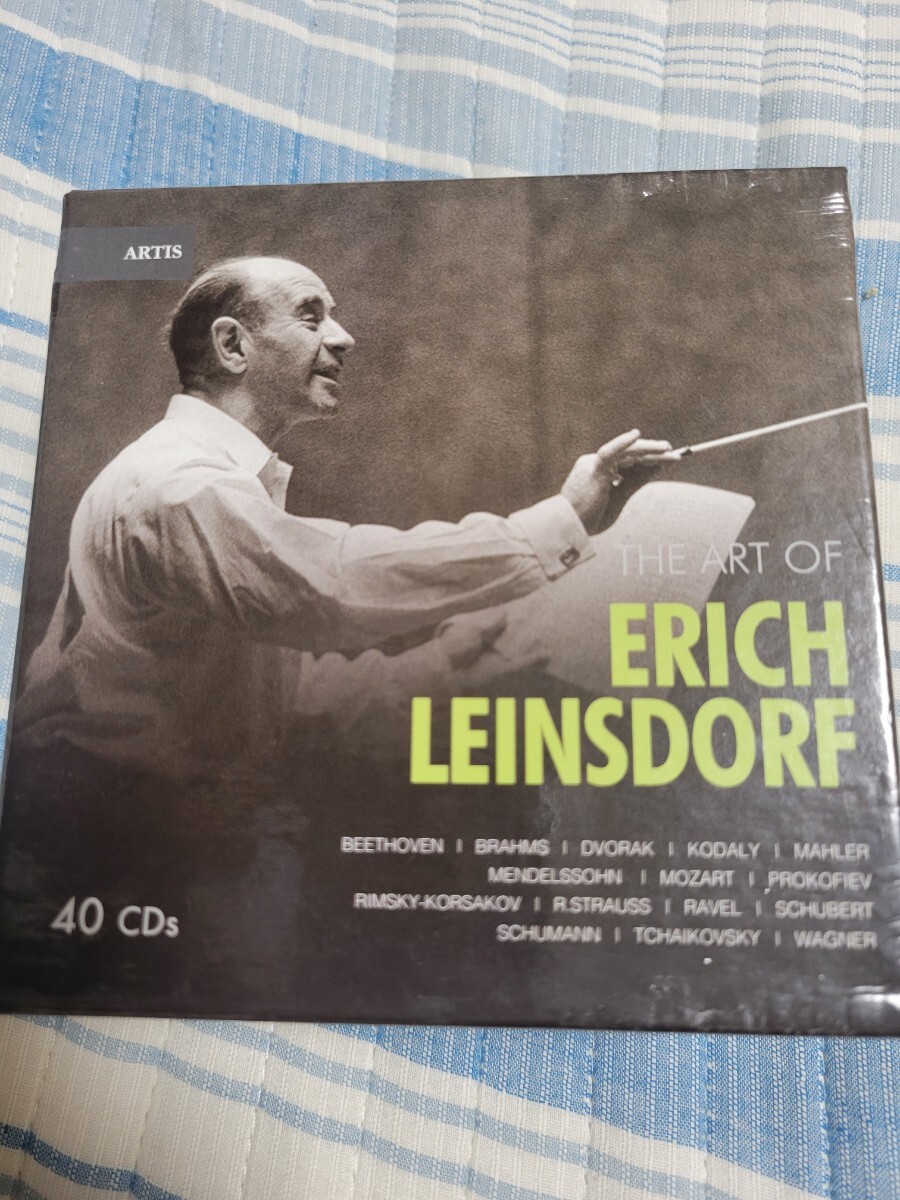 ARTIS
THE ART OF
ERICH
LEINSDORF
BEETHOVEN | BRAHMS | DVORAK | KODALY | MAHLER
MENDELSSOHN | MOZART | PROKOFIEV
RIMSKY-KORSAKOV | R.STRAUSS | RAVEL | SCHUBERT
SCHUMANN | TCHAIKOVSKY | WAGNER
40 CDs